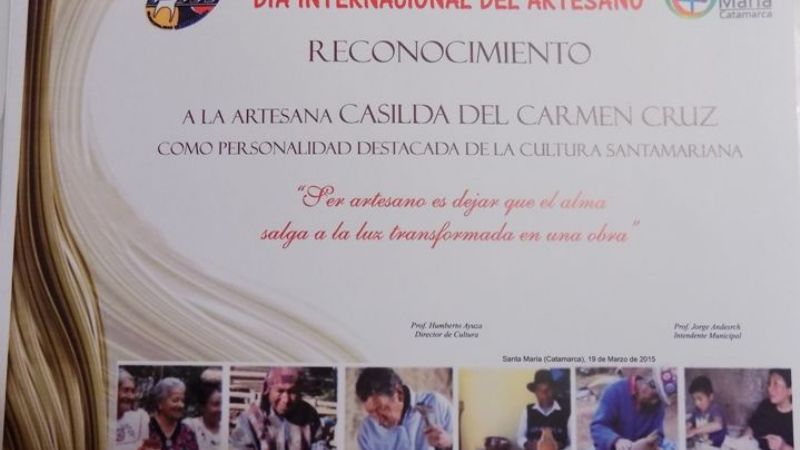 DIA INTERNACIONAL DEL ARTESANO
María
Catamarca
RECONOCIMIENTO
A LA ARTESANA CASILDA DEL CARMEN CRUZ
COMO PERSONALIDAD DESTACADA DE LA CULTURA SANTAMARIANA
“Ser artesano es dejar que el alma
salga a la luz transformada en una obra”
Prof. Humberto Ayuza
Director de Cultura
Prof. Jorge Andearch
Intendente Municipal
Santa María (Catamarca), 19 de Marzo de 2015